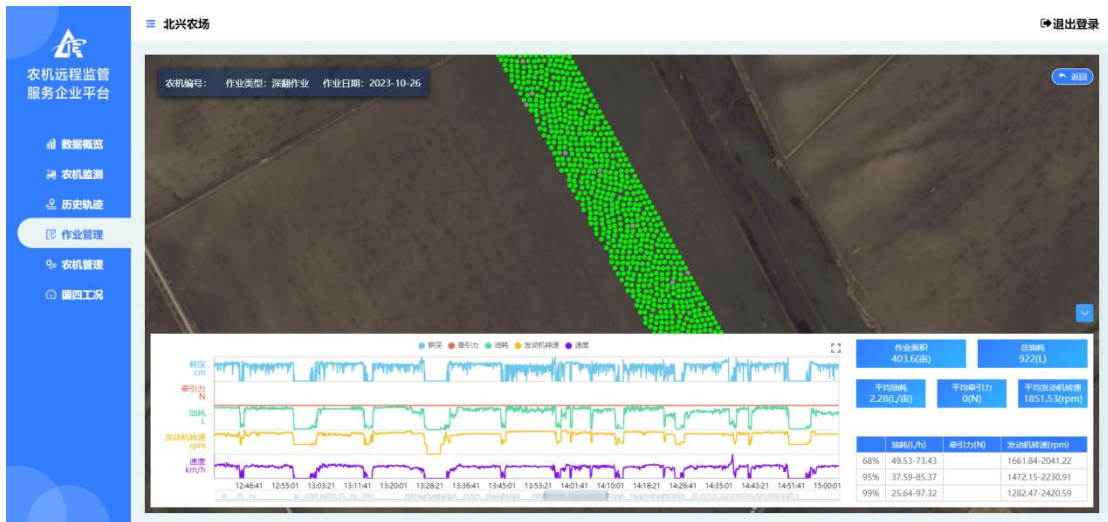 北兴农场
退出登录
农机远程监管
服务企业平台
数据概览
农机监测
历史轨迹
作业管理
农机管理
国四工况
农机编号： 作业类型：深翻作业 作业日期：2023-10-26
返回
耕深 牵引力 油耗 发动机转速 速度
耕深
cm
牵引力
N
油耗
L
发动机转速
rpm
速度
km/h
12:46:41 12:55:01 13:03:21 13:11:41 13:20:01 13:28:21 13:36:41 13:45:01 13:53:21 14:01:41 14:10:01 14:18:21 14:26:41 14:35:01 14:43:21 14:51:41 15:00:01
作业面积
403.6(亩)
总油耗
922(L)
平均油耗
2.28(L/亩)
平均牵引力
0(N)
平均发动机转速
1851.53(rpm)
油耗(L/h) 牵引力(N) 发动机转速(rpm)
68% 49.53-73.43 1661.84-2041.22
95% 37.59-85.37 1472.15-2230.91
99% 25.64-97.32 1282.47-2420.59